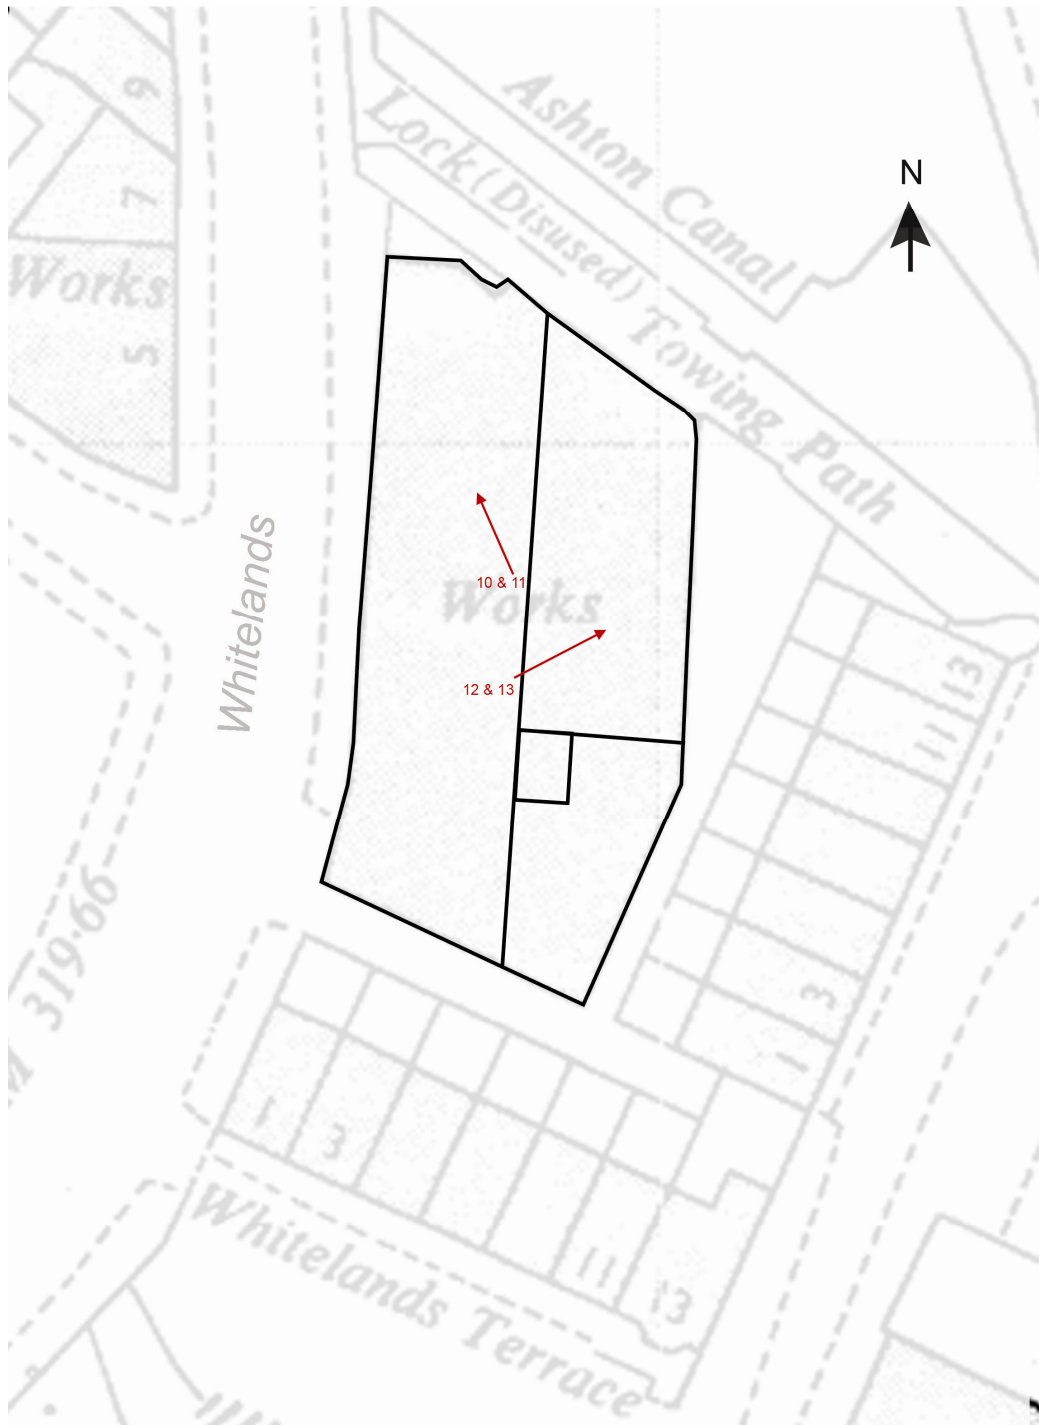 Ashton Canal
Lock (Disused)
Towing Path
N
9
7
Works
5
10 & 11
Works
12 & 13
Whitelands
13
11
3
1
319·66
1
3
11
13
Whitelands Terrace